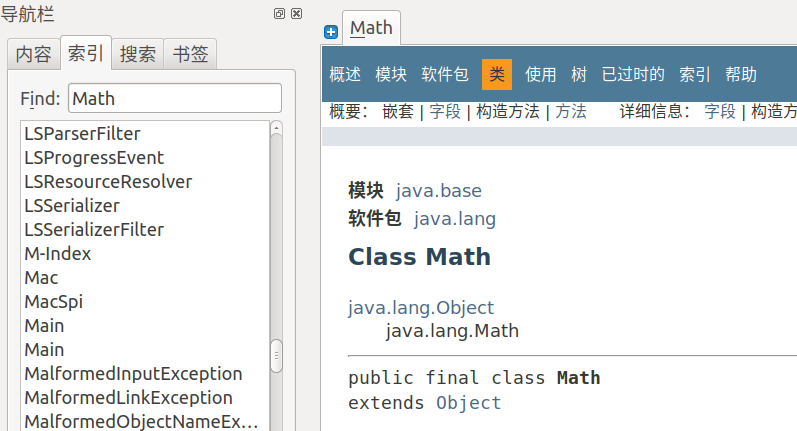 导航栏
内容 索引 搜索 书签
Find: Math
LSParserFilter
LSProgressEvent
LSResourceResolver
LSSerializer
LSSerializerFilter
M-Index
Mac
MacSpi
Main
Main
MalformedInputException
MalformedLinkException
MalformedObjectNameEx...
Math
概述 模块 软件包 类 使用 树 已过时的 索引 帮助
概要: 嵌套 | 字段 | 构造方法 | 方法 详细信息: 字段 | 构造方
模块 java.base
软件包 java.lang
Class Math
java.lang.Object
java.lang.Math
public final class Math
extends Object